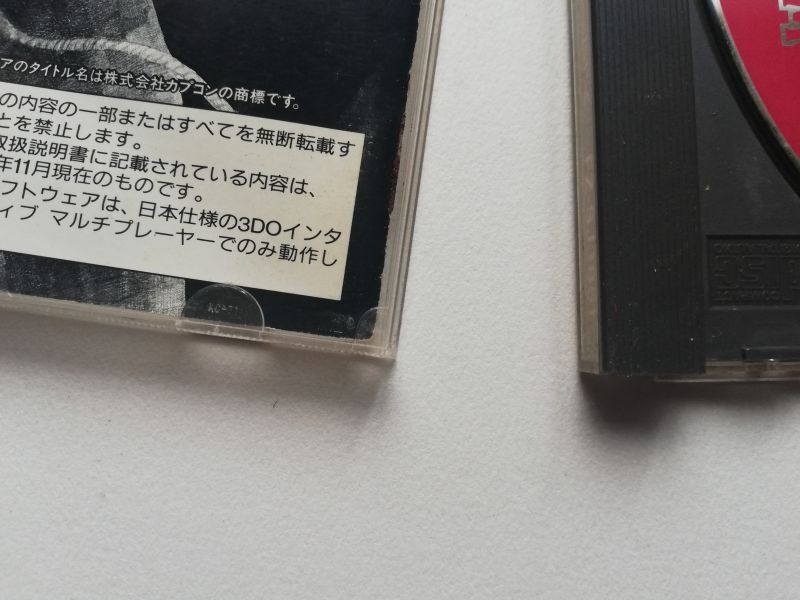 アのタイトル名は株式会社カプコンの商標です。
の内容の一部またはすべてを無断転載す
とを禁止します。
取扱説明書に記載されている内容は、
年11月現在のものです。
フトウェアは、日本仕様の3DOインタ
ィブ マルチプレーヤーでのみ動作し